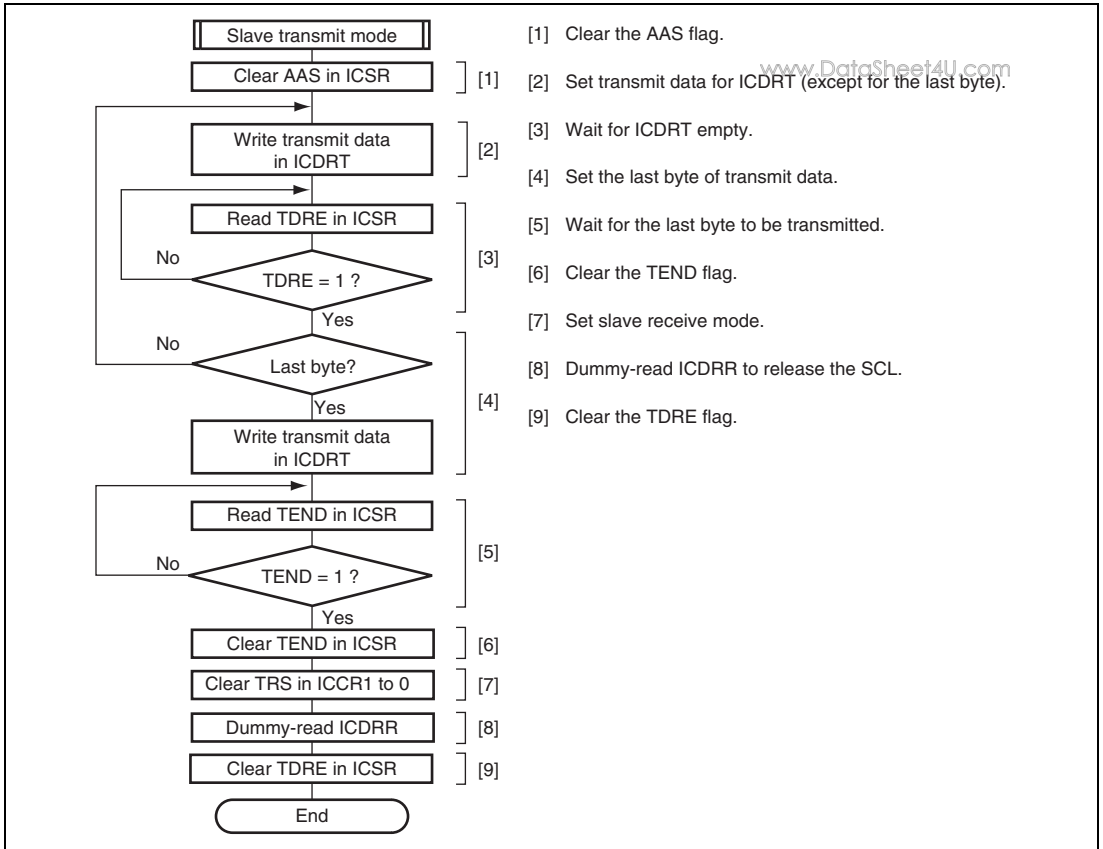 Slave transmit mode
Clear AAS in ICSR
[1]
Write transmit data
in ICDRT
[2]
Read TDRE in ICSR
No
TDRE = 1 ?
[3]
Yes
No
Last byte?
[4]
Yes
Write transmit data
in ICDRT
Read TEND in ICSR
No
TEND = 1 ?
[5]
Yes
Clear TEND in ICSR
[6]
Clear TRS in ICCR1 to 0
[7]
Dummy-read ICDRR
[8]
Clear TDRE in ICSR
[9]
End
[1] Clear the AAS flag.
www.DataSheet4U.com
[2] Set transmit data for ICDRT (except for the last byte).
[3] Wait for ICDRT empty.
[4] Set the last byte of transmit data.
[5] Wait for the last byte to be transmitted.
[6] Clear the TEND flag.
[7] Set slave receive mode.
[8] Dummy-read ICDRR to release the SCL.
[9] Clear the TDRE flag.